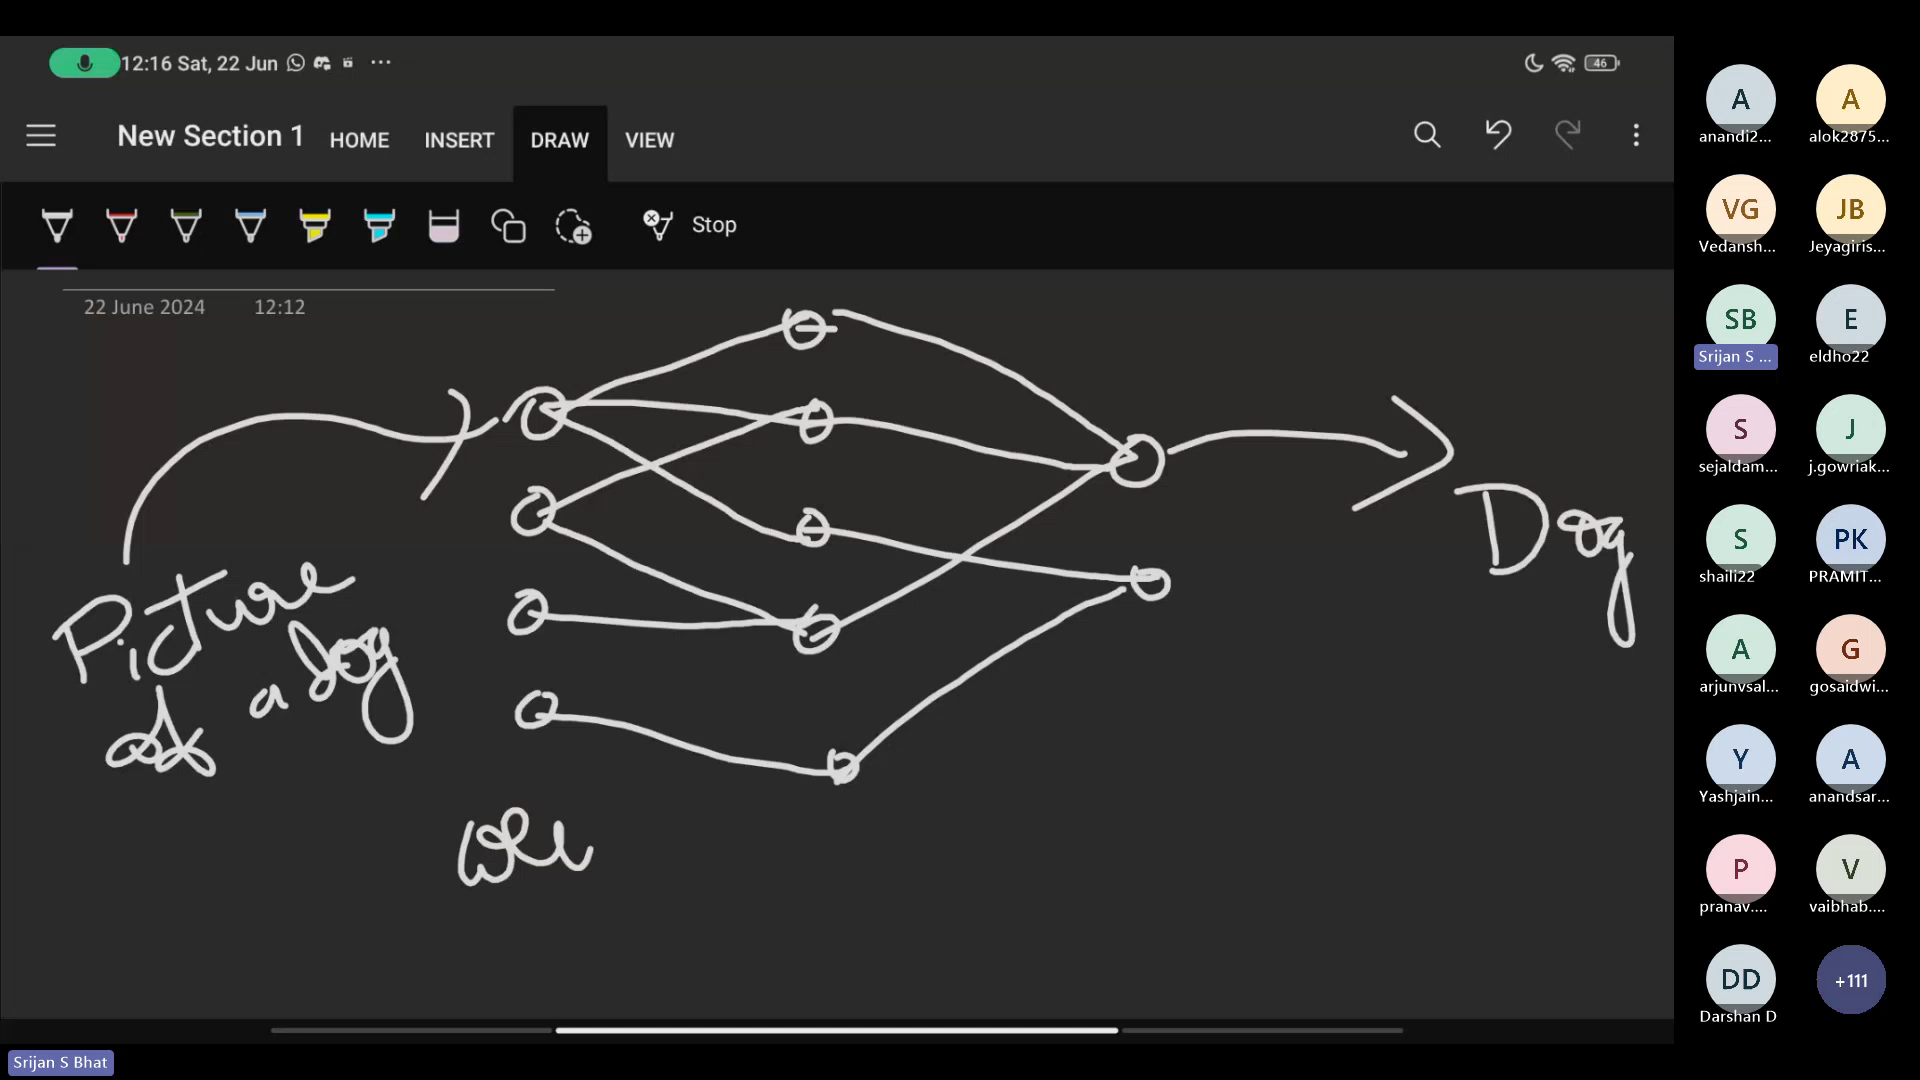 12:16 Sat, 22 Jun ...
46
New Section 1 HOME INSERT DRAW VIEW
Stop
22 June 2024 12:12
Picture
of a dog
Dog
A
anandi2...
A
alok2875...
VG
Vedansh...
JB
Jeyagiris...
SB
Srijan S ...
E
eldho22
S
sejaldam...
J
j.gowriak...
S
shaili22
PK
PRAMIT...
A
arjunvsal...
G
gosaidwi...
Y
Yashjain...
A
anandsar...
P
pranav....
V
vaibhab....
DD
Darshan D
+111
Srijan S Bhat